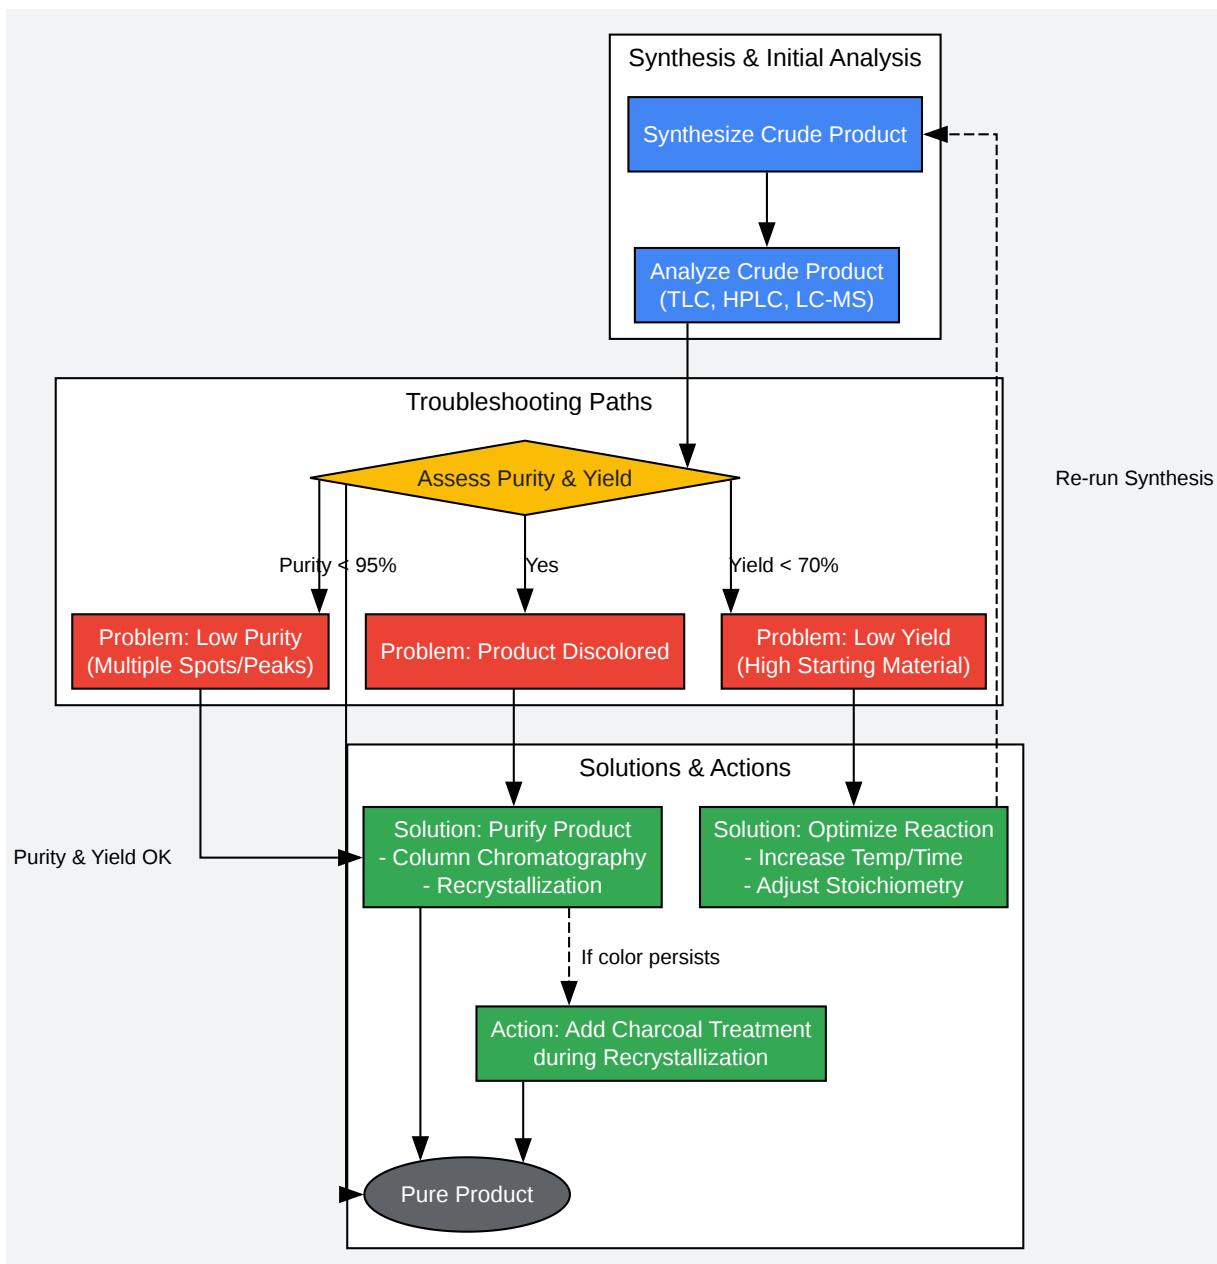 Synthesis & Initial Analysis
Synthesize Crude Product
Analyze Crude Product
(TLC, HPLC, LC-MS)
Troubleshooting Paths
Assess Purity & Yield
Re-run Synthesis
Purity < 95%
Yes
Yield < 70%
Problem: Low Purity
(Multiple Spots/Peaks)
Problem: Product Discolored
Problem: Low Yield
(High Starting Material)
Solutions & Actions
Purity & Yield OK
Solution: Purify Product
- Column Chromatography
- Recrystallization
Solution: Optimize Reaction
- Increase Temp/Time
- Adjust Stoichiometry
If color persists
Action: Add Charcoal Treatment
during Recrystallization
Pure Product